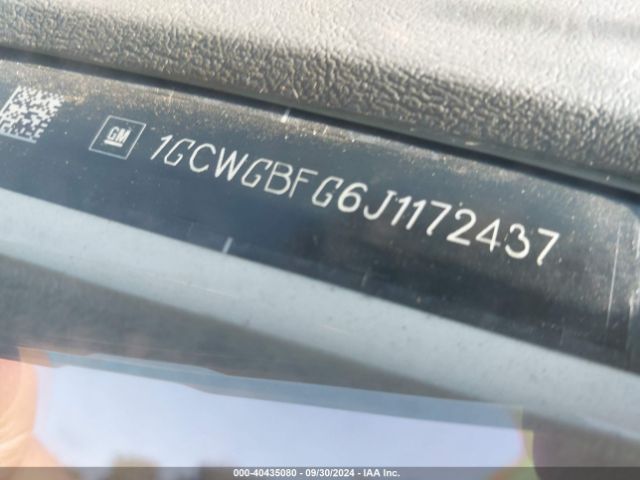 GM
1GCWGBFG6J1172437
000-40435080 - 09/30/2024 - IAA Inc.